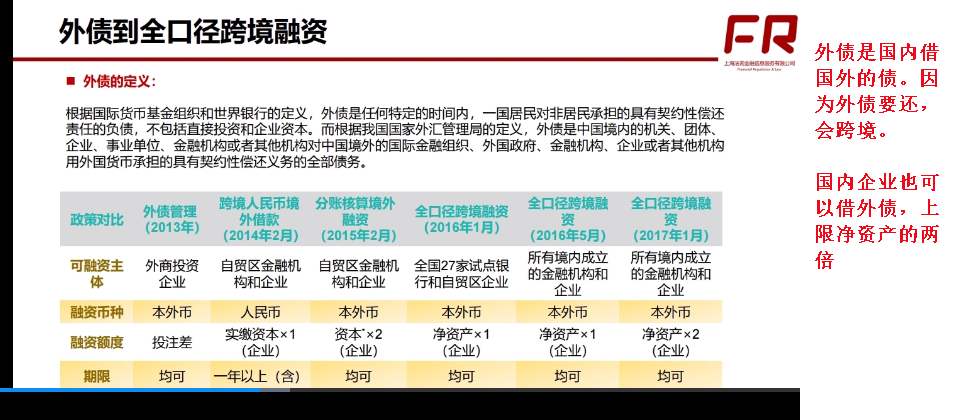 外债到全口径跨境融资
FR
上海法询金融信息服务有限公司
Financial Regulation & Law
外债的定义:
根据国际货币基金组织和世界银行的定义，外债是任何特定的时间内，一国居民对非居民承担的具有契约性偿还
责任的负债，不包括直接投资和企业资本。而根据我国国家外汇管理局的定义，外债是中国境内的机关、团体、
企业、事业单位、金融机构或者其他机构对中国境外的国际金融组织、外国政府、金融机构、企业或者其他机构
用外国货币承担的具有契约性偿还义务的全部债务。
政策对比 外债管理 (2013年) 跨境人民币境外借款 (2014年2月) 分账核算境外融资 (2015年2月) 全口径跨境融资 (2016年1月) 全口径跨境融资 (2016年5月) 全口径跨境融资 (2017年1月)
可融资主体 外商投资企业 自贸区金融机构和企业 自贸区金融机构和企业 全国27家试点银行和自贸区企业 所有境内成立的金融机构和企业 所有境内成立的金融机构和企业
融资币种 本外币 人民币 本外币 本外币 本外币 本外币
融资额度 投注差 实缴资本×1 (企业) 资本*×2 (企业) 净资产×1 (企业) 净资产×1 (企业) 净资产×2 (企业)
期限 均可 一年以上（含） 均可 均可 均可 均可
外债是国内借
国外的债。因
为外债要还，
会跨境。
国内企业也可
以借外债，上
限净资产的两
倍